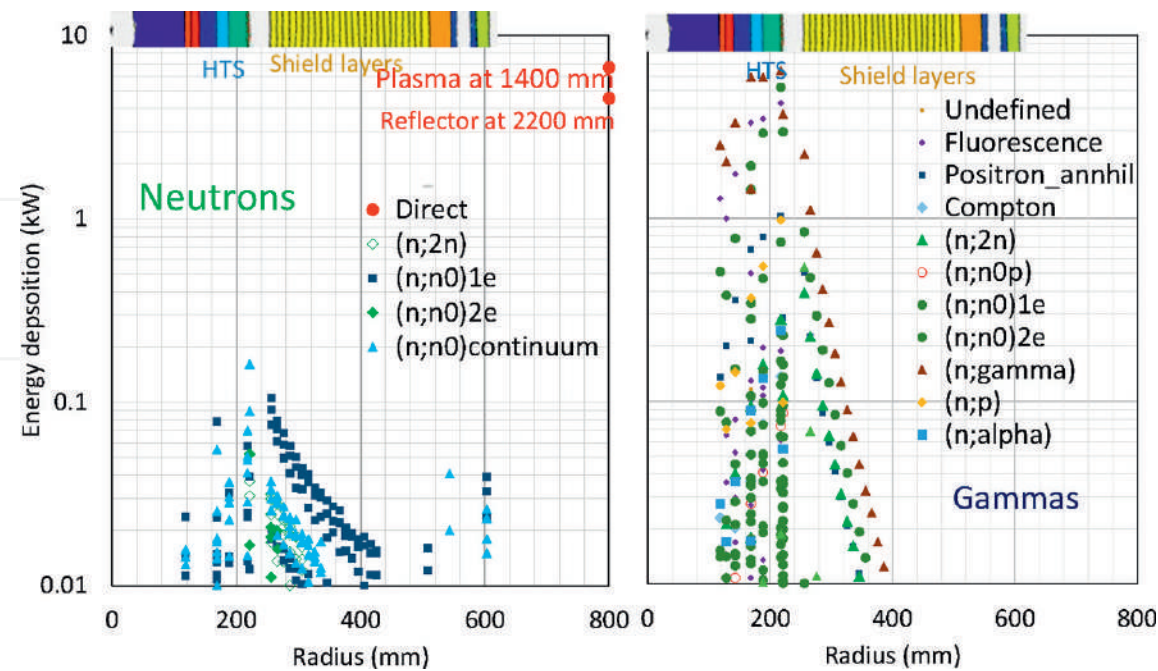 HTS
Shield layers
Plasma at 1400 mm
Reflector at 2200 mm
Neutrons
Direct
(n;2n)
(n;n0)1e
(n;n0)2e
(n;n0)continuum
Energy depsoition (kW)
10
1
0.1
0.01
0
200
400
600
800
Radius (mm)
HTS
Shield layers
Undefined
Fluorescence
Positron_annhil
Compton
(n;2n)
(n;n0p)
(n;n0)1e
(n;n0)2e
(n;gamma)
(n;p)
(n;alpha)
Gammas
0
200
400
600
800
Radius (mm)